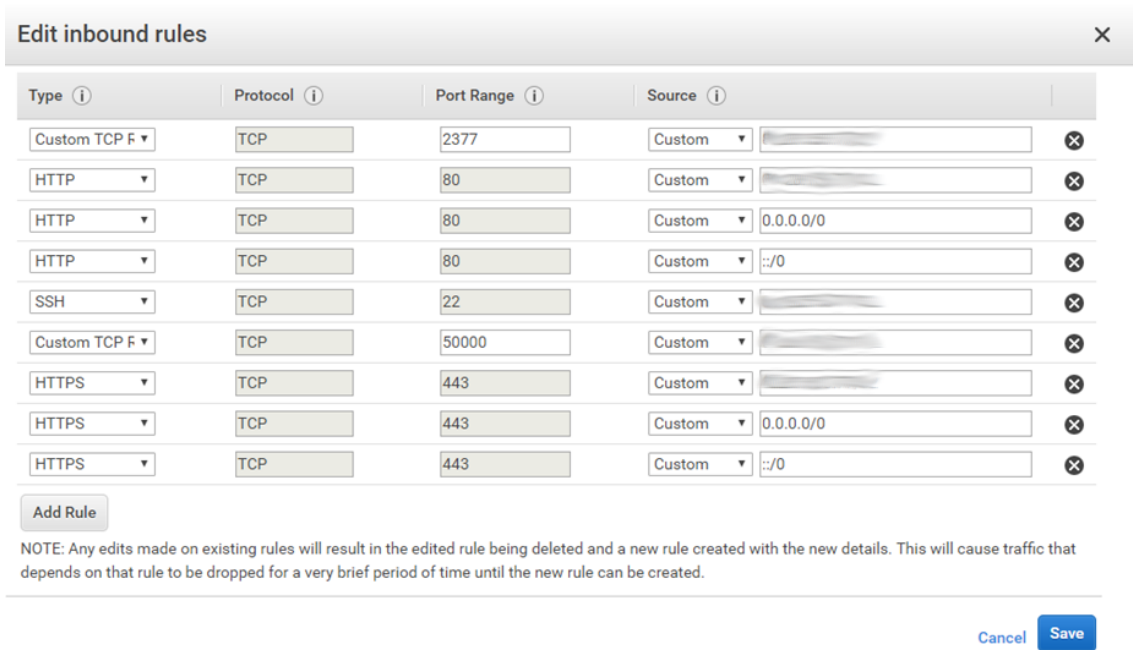 Edit inbound rules
Type Protocol Port Range Source
Custom TCP R TCP 2377 Custom
HTTP TCP 80 Custom
HTTP TCP 80 Custom 0.0.0.0/0
HTTP TCP 80 Custom ::/0
SSH TCP 22 Custom
Custom TCP R TCP 50000 Custom
HTTPS TCP 443 Custom
HTTPS TCP 443 Custom 0.0.0.0/0
HTTPS TCP 443 Custom ::/0
Add Rule
NOTE: Any edits made on existing rules will result in the edited rule being deleted and a new rule created with the new details. This will cause traffic that
depends on that rule to be dropped for a very brief period of time until the new rule can be created.
Cancel Save